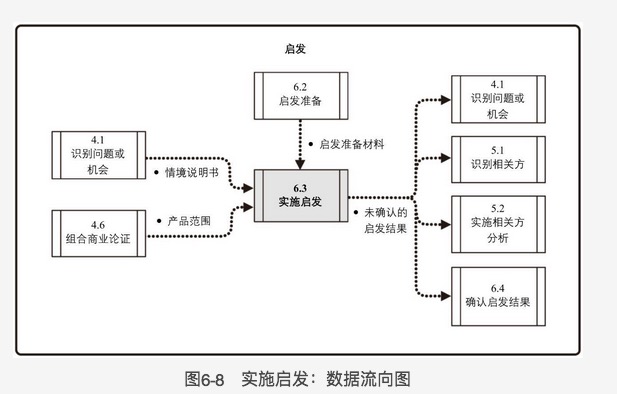 启发
6.2
启发准备
4.1
识别问题或
机会
• 启发准备材料
4.1
识别问题或
机会
• 情境说明书
5.1
识别相关方
6.3
实施启发
4.6
组合商业论证
• 产品范围
• 未确认的
启发结果
5.2
实施相关方
分析
6.4
确认启发结果
图6-8 实施启发：数据流向图